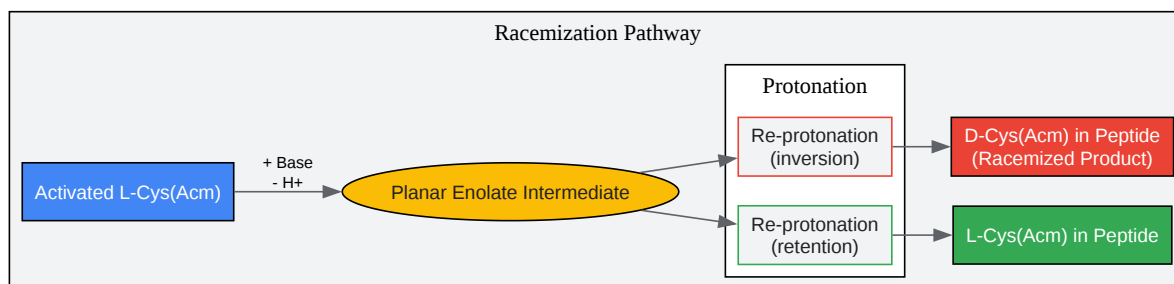 Racemization Pathway
Protonation
Activated L-Cys(Acm)
+ Base
- H+
Planar Enolate Intermediate
Re-protonation
(inversion)
D-Cys(Acm) in Peptide
(Racemized Product)
Re-protonation
(retention)
L-Cys(Acm) in Peptide